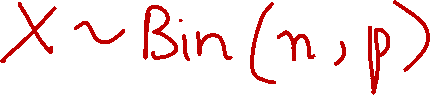 X ~ Bin(n, p)